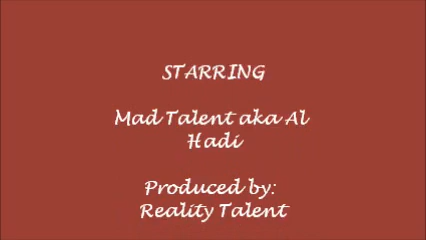 STARRING
Mad Talent aka Al
Hadi
Produced by:
Reality Talent